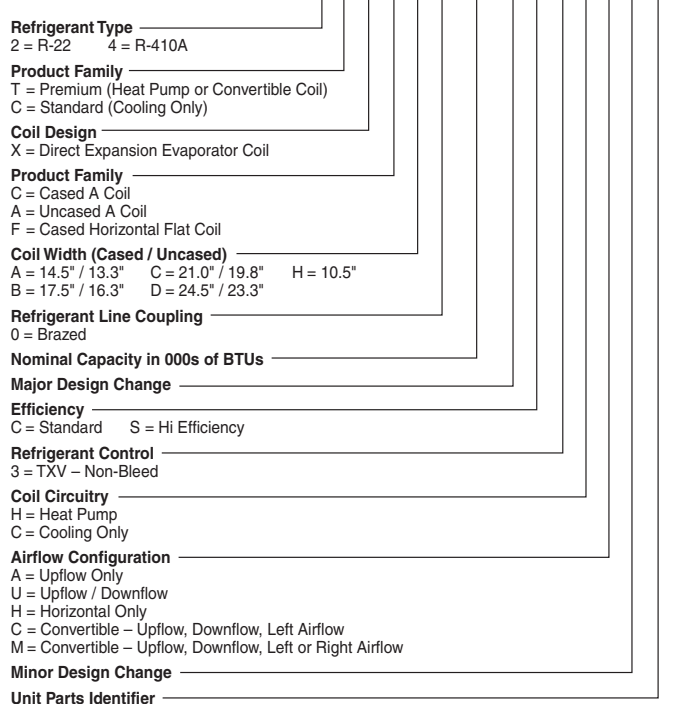 Refrigerant Type
2 = R-22 4 = R-410A
Product Family
T = Premium (Heat Pump or Convertible Coil)
C = Standard (Cooling Only)
Coil Design
X = Direct Expansion Evaporator Coil
Product Family
C = Cased A Coil
A = Uncased A Coil
F = Cased Horizontal Flat Coil
Coil Width (Cased / Uncased)
A = 14.5" / 13.3" C = 21.0" / 19.8" H = 10.5"
B = 17.5" / 16.3" D = 24.5" / 23.3"
Refrigerant Line Coupling
0 = Brazed
Nominal Capacity in 000s of BTUs
Major Design Change
Efficiency
C = Standard S = Hi Efficiency
Refrigerant Control
3 = TXV – Non-Bleed
Coil Circuitry
H = Heat Pump
C = Cooling Only
Airflow Configuration
A = Upflow Only
U = Upflow / Downflow
H = Horizontal Only
C = Convertible – Upflow, Downflow, Left Airflow
M = Convertible – Upflow, Downflow, Left or Right Airflow
Minor Design Change
Unit Parts Identifier